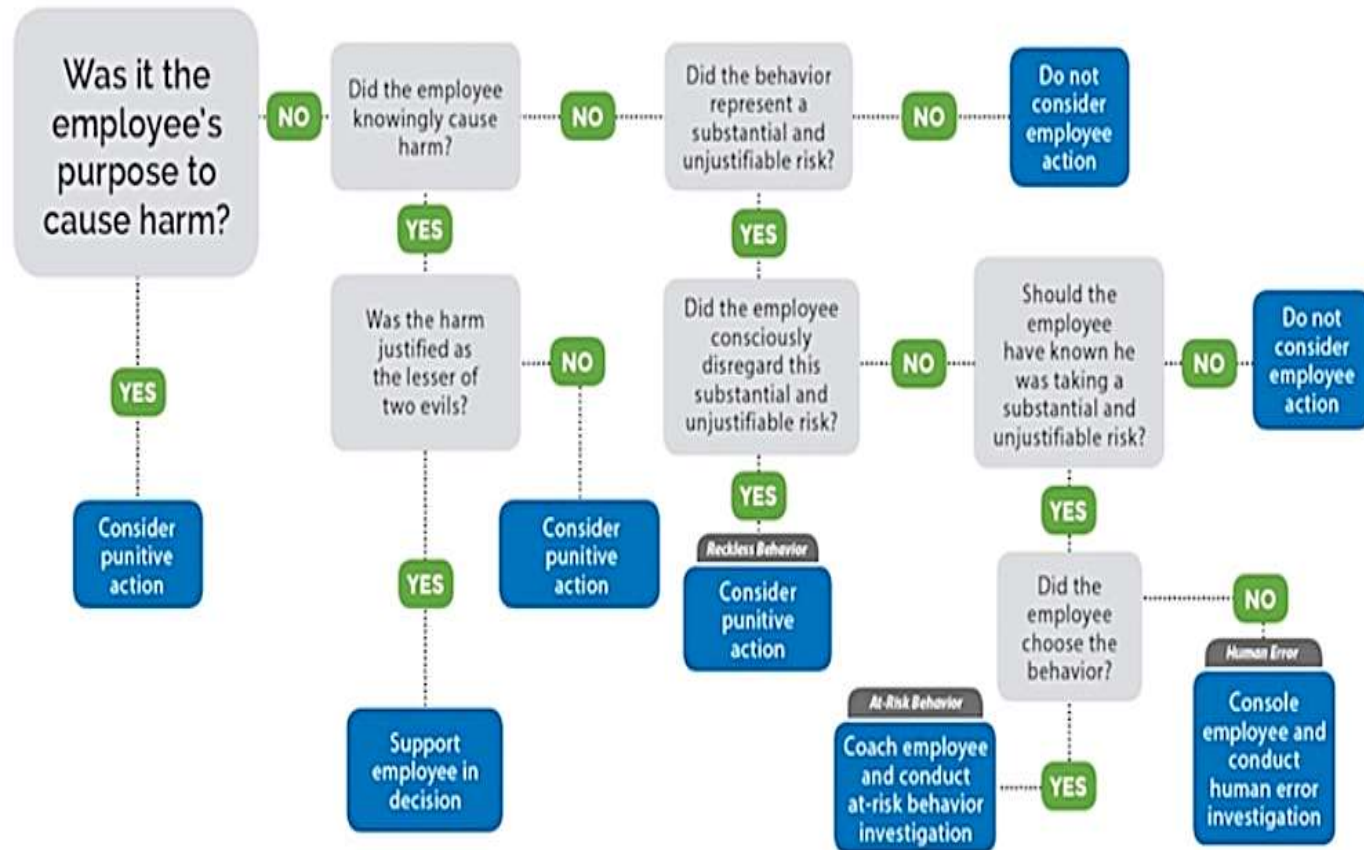 Was it the
employee's
purpose to
cause harm?
NO
Did the employee
knowingly cause
harm?
NO
Did the behavior
represent a
substantial and
unjustifiable risk?
NO
Do not
consider
employee
action
YES
YES
YES
Was the harm
justified as
the lesser of
two evils?
NO
Did the employee
consciously
disregard this
substantial and
unjustifiable risk?
NO
Should the
employee
have known he
was taking a
substantial and
unjustifiable risk?
NO
Do not
consider
employee
action
Consider
punitive
action
YES
Support
employee in
decision
Consider
punitive
action
YES
Reckless Behavior
Consider
punitive
action
YES
Did the
employee
choose the
behavior?
NO
Human Error
Console
employee and
conduct
human error
investigation
YES
At-Risk Behavior
Coach employee
and conduct
at-risk behavior
investigation